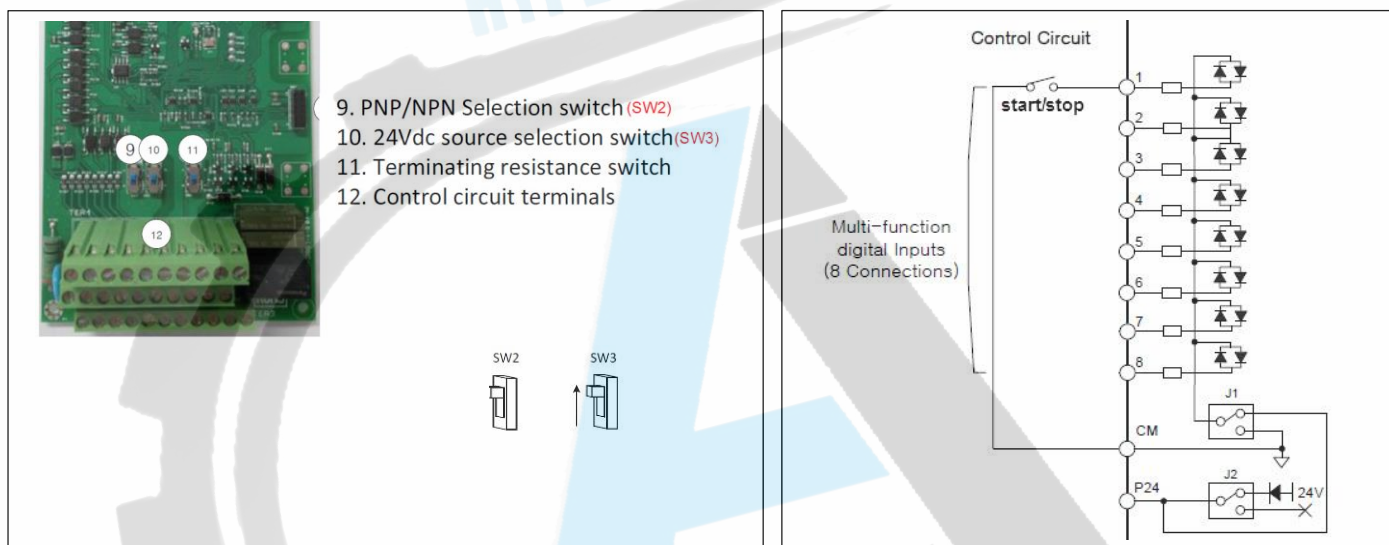 9. PNP/NPN Selection switch (SW2)
10. 24Vdc source selection switch(SW3)
11. Terminating resistance switch
12. Control circuit terminals
9
10
11
TER1
12
SW2
SW3
Control Circuit
start/stop
1
2
3
4
5
6
7
8
Multi-function
digital Inputs
(8 Connections)
J1
CM
P24
J2
24V